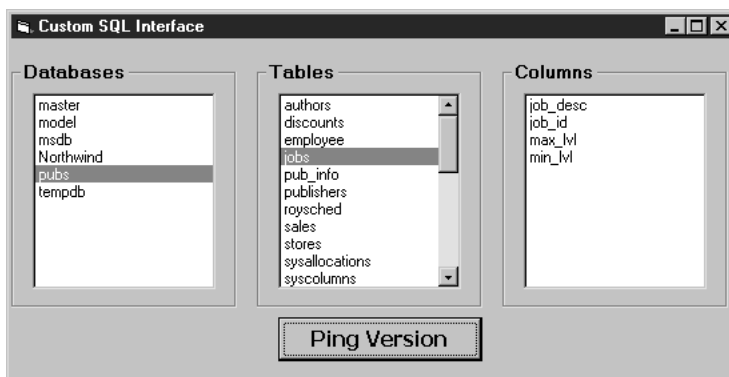 Custom SQL Interface
Databases
master
model
msdb
Northwind
pubs
tempdb
Tables
authors
discounts
employee
jobs
pub_info
publishers
roysched
sales
stores
sysallocations
syscolumns
Columns
job_desc
job_id
max_lvl
min_lvl
Ping Version